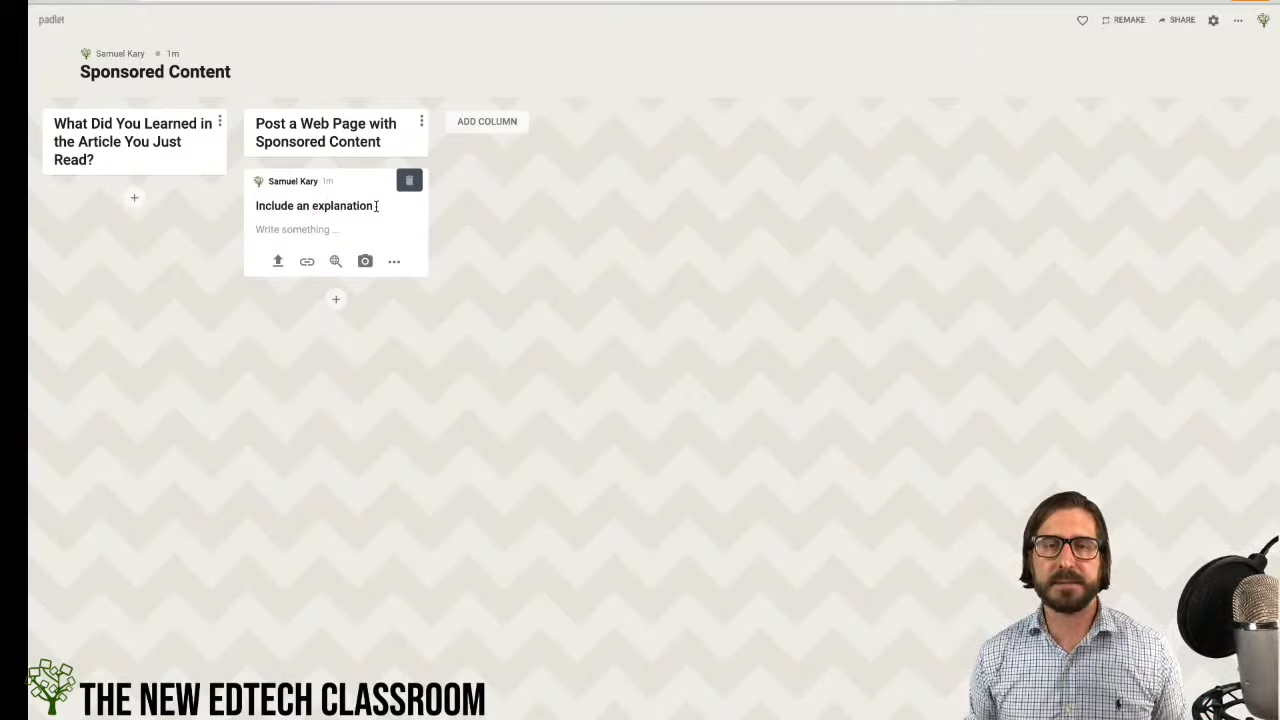 padlet
REMAKE
SHARE
Samuel Kary
1m
Sponsored Content
What Did You Learned in
the Article You Just
Read?
Post a Web Page with
Sponsored Content
ADD COLUMN
Samuel Kary 1m
Include an explanation
Write something ...
THE NEW EDTECH CLASSROOM